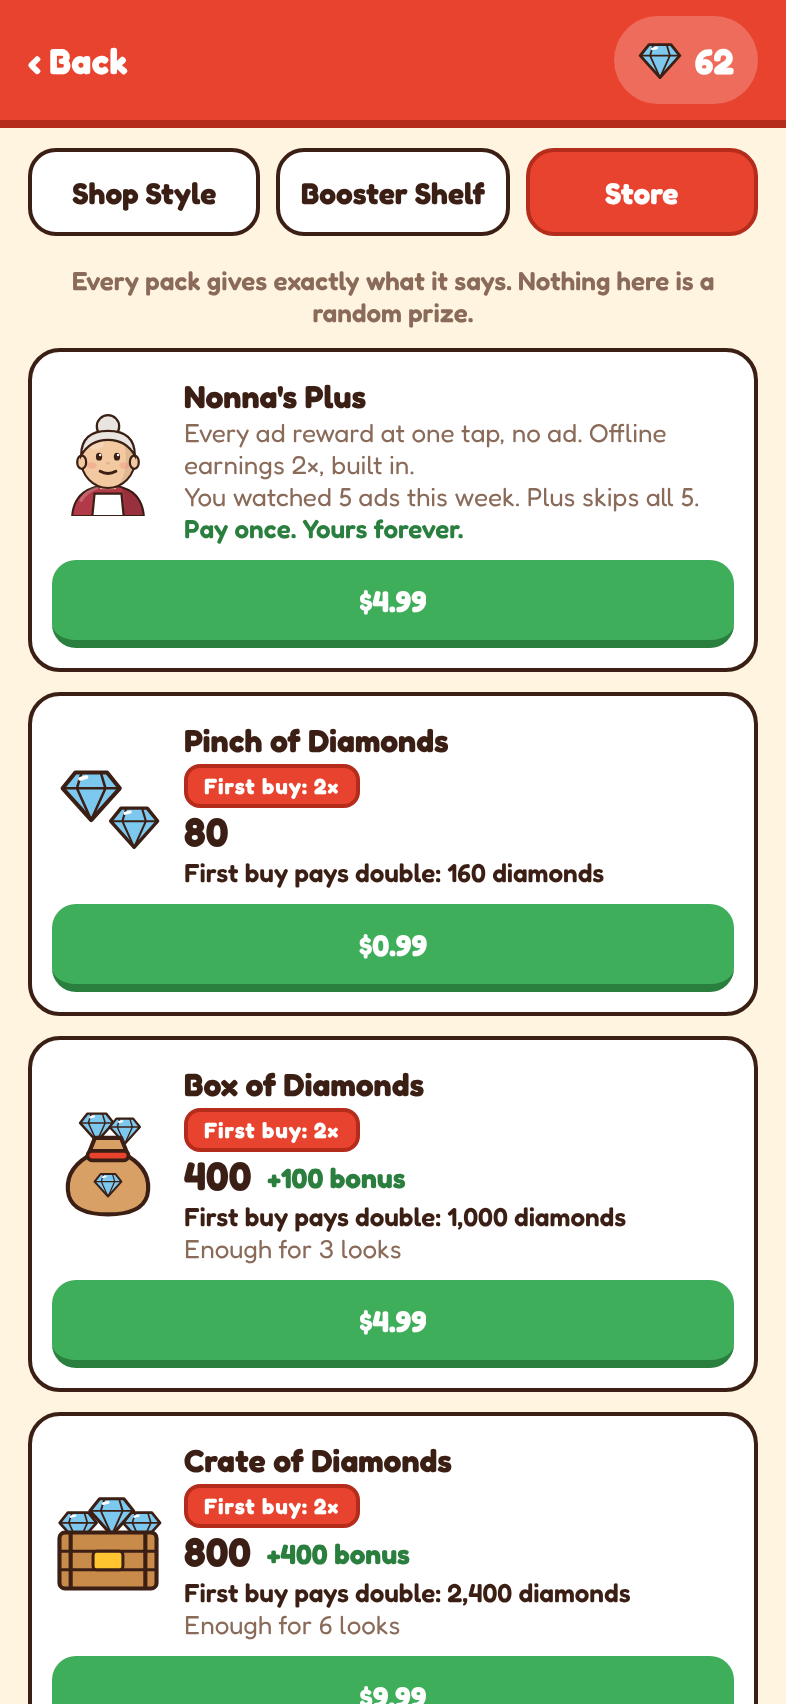 ‹ Back
62
Shop Style
Booster Shelf
Store
Every pack gives exactly what it says. Nothing here is a
random prize.
Nonna's Plus
Every ad reward at one tap, no ad. Offline
earnings 2×, built in.
You watched 5 ads this week. Plus skips all 5.
Pay once. Yours forever.
$4.99
Pinch of Diamonds
First buy: 2×
80
First buy pays double: 160 diamonds
$0.99
Box of Diamonds
First buy: 2×
400 +100 bonus
First buy pays double: 1,000 diamonds
Enough for 3 looks
$4.99
Crate of Diamonds
First buy: 2×
800 +400 bonus
First buy pays double: 2,400 diamonds
Enough for 6 looks
$9.99